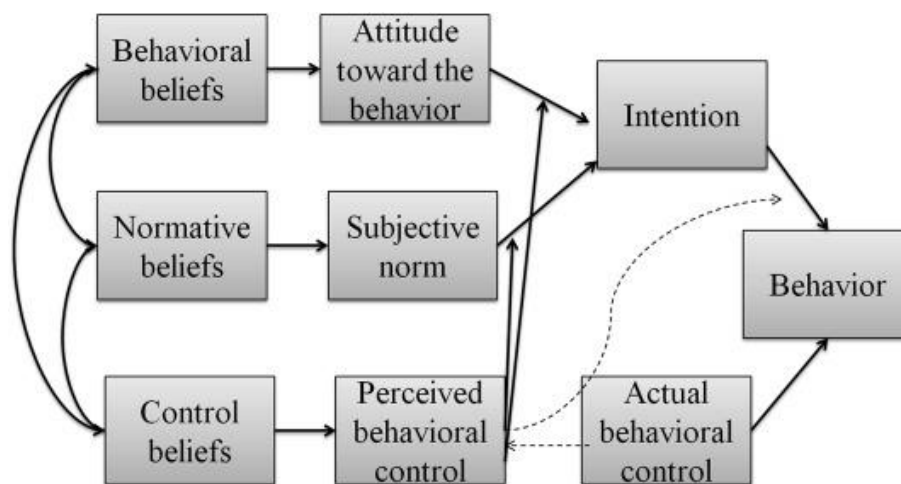 Behavioral
beliefs
Attitude
toward the
behavior
Intention
Normative
beliefs
Subjective
norm
Behavior
Control
beliefs
Perceived
behavioral
control
Actual
behavioral
control